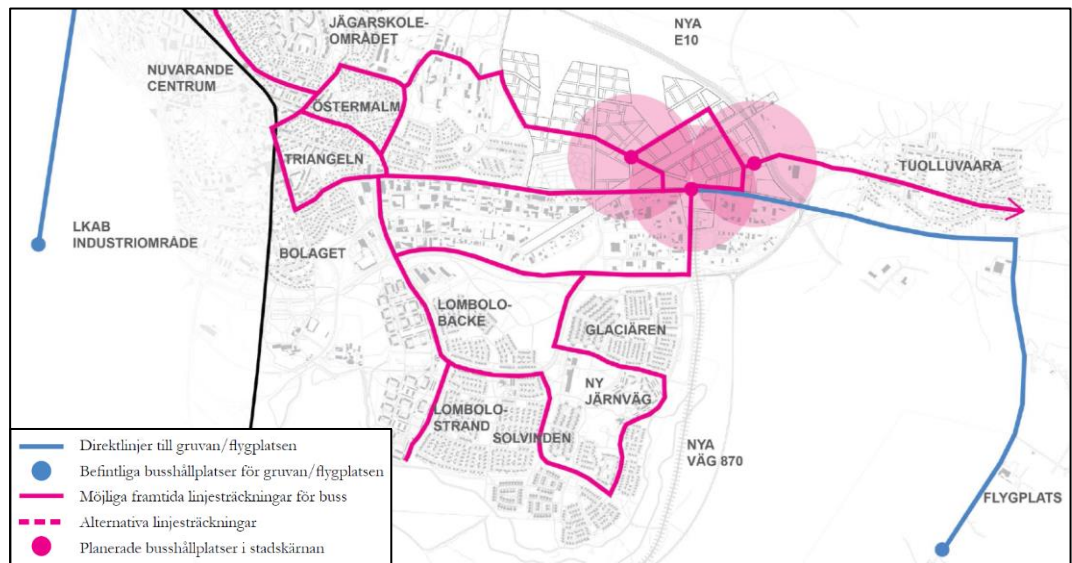 JÄGARSKOLE-
OMRÅDET
NYA
E10
NUVARANDE
CENTRUM
ÖSTERMALM
TRIANGELN
TUOLLUVAARA
LKAB
INDUSTRIOMRÅDE
BOLAGET
LOMBOLO-
BACKE
GLACIÄREN
NY
JÄRNVÄG
LOMBOLO-
STRAND
SOLVINDEN
NYA
VÄG 870
FLYGPLATS
Direktlinjer till gruvan/flygplatsen
Befintliga busshållplatser för gruvan/flygplatsen
Möjliga framtida linjesträckningar för buss
Alternativa linjesträckningar
Planerade busshållplatser i stadskärnan